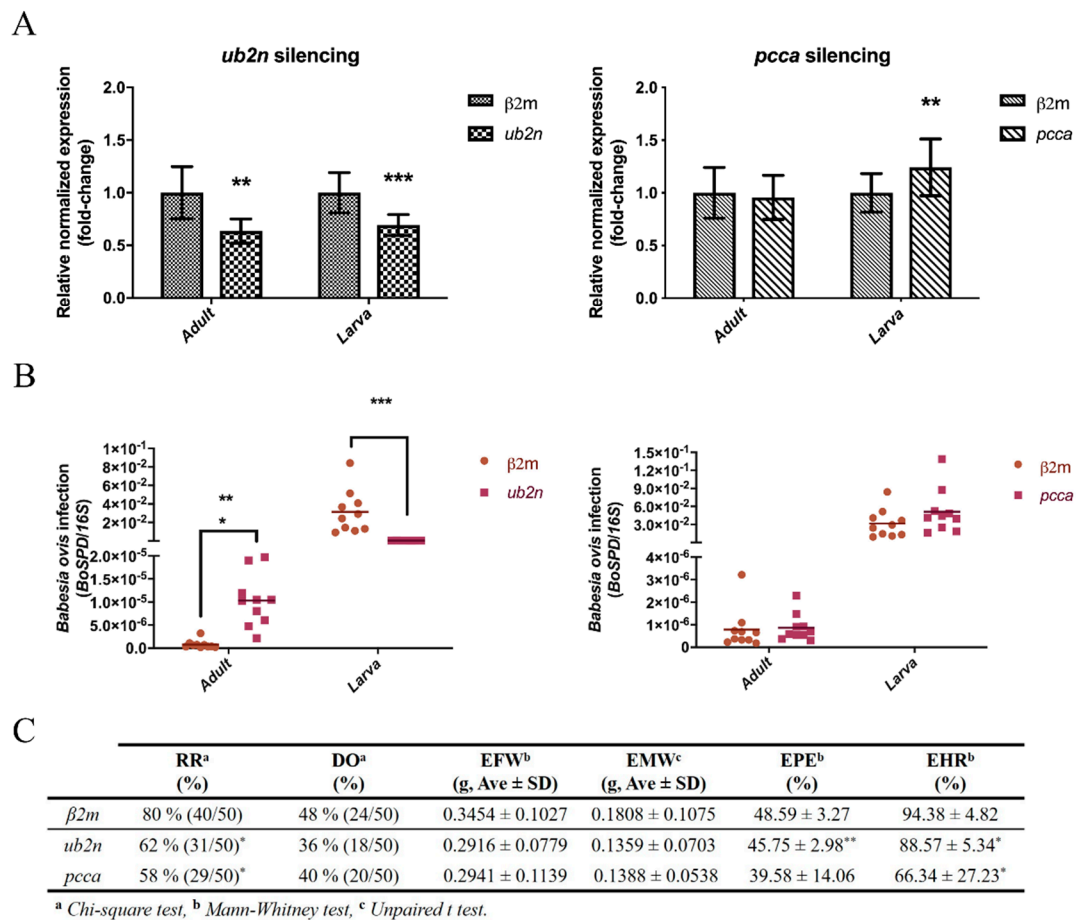 A
ub2n silencing
Relative normalized expression
(fold-change)
2.0
1.5
1.0
0.5
0.0
**
***
Adult
Larva
β2m
ub2n
pcca silencing
Relative normalized expression
(fold-change)
2.0
1.5
1.0
0.5
0.0
**
Adult
Larva
β2m
pcca
B
Babesia ovis infection
(BoSPD/16S)
1×10⁻¹
8×10⁻²
6×10⁻²
4×10⁻²
2×10⁻²
2.0×10⁻⁵
1.5×10⁻⁵
1.0×10⁻⁵
5.0×10⁻⁶
0.0
**
*
***
Adult
Larva
β2m
ub2n
Babesia ovis infection
(BoSPD/16S)
1.5×10⁻¹
1.2×10⁻¹
9.0×10⁻²
6.0×10⁻²
3.0×10⁻²
4×10⁻⁶
3×10⁻⁶
2×10⁻⁶
1×10⁻⁶
0
Adult
Larva
β2m
pcca
C
RRᵃ DOᵃ EFWᵇ EMWᶜ EPEᵇ EHRᵇ
(%) (%) (g, Ave ± SD) (g, Ave ± SD) (%) (%)
β2m 80 % (40/50) 48 % (24/50) 0.3454 ± 0.1027 0.1808 ± 0.1075 48.59 ± 3.27 94.38 ± 4.82
ub2n 62 % (31/50)* 36 % (18/50) 0.2916 ± 0.0779 0.1359 ± 0.0703 45.75 ± 2.98** 88.57 ± 5.34*
pcca 58 % (29/50)* 40 % (20/50) 0.2941 ± 0.1139 0.1388 ± 0.0538 39.58 ± 14.06 66.34 ± 27.23*
ᵃ Chi-square test, ᵇ Mann-Whitney test, ᶜ Unpaired t test.